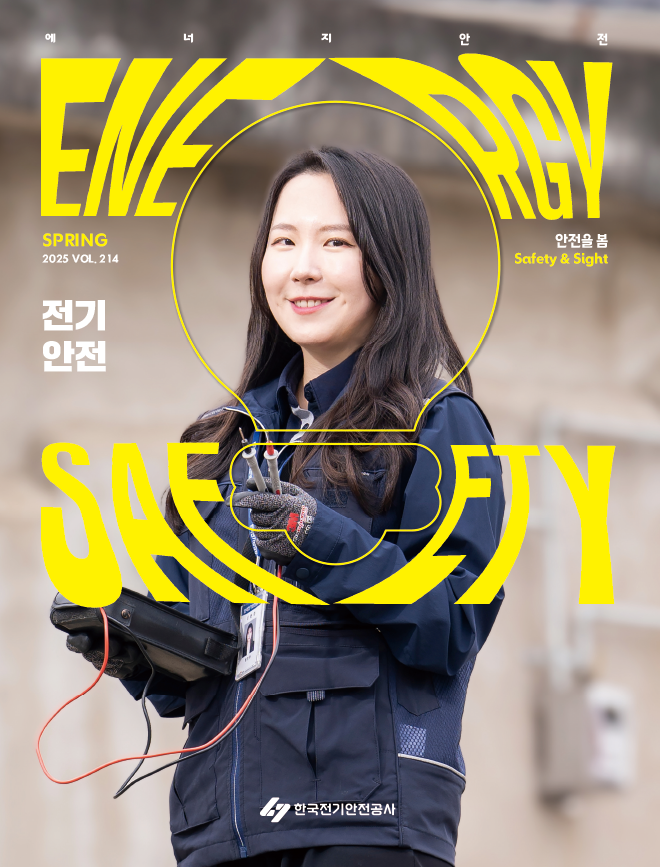 에 너 지 안 전
ENERGY
SPRING
2025 VOL. 214
안전을 봄
Safety & Sight
전기
안전
SAFETY
한국전기안전공사